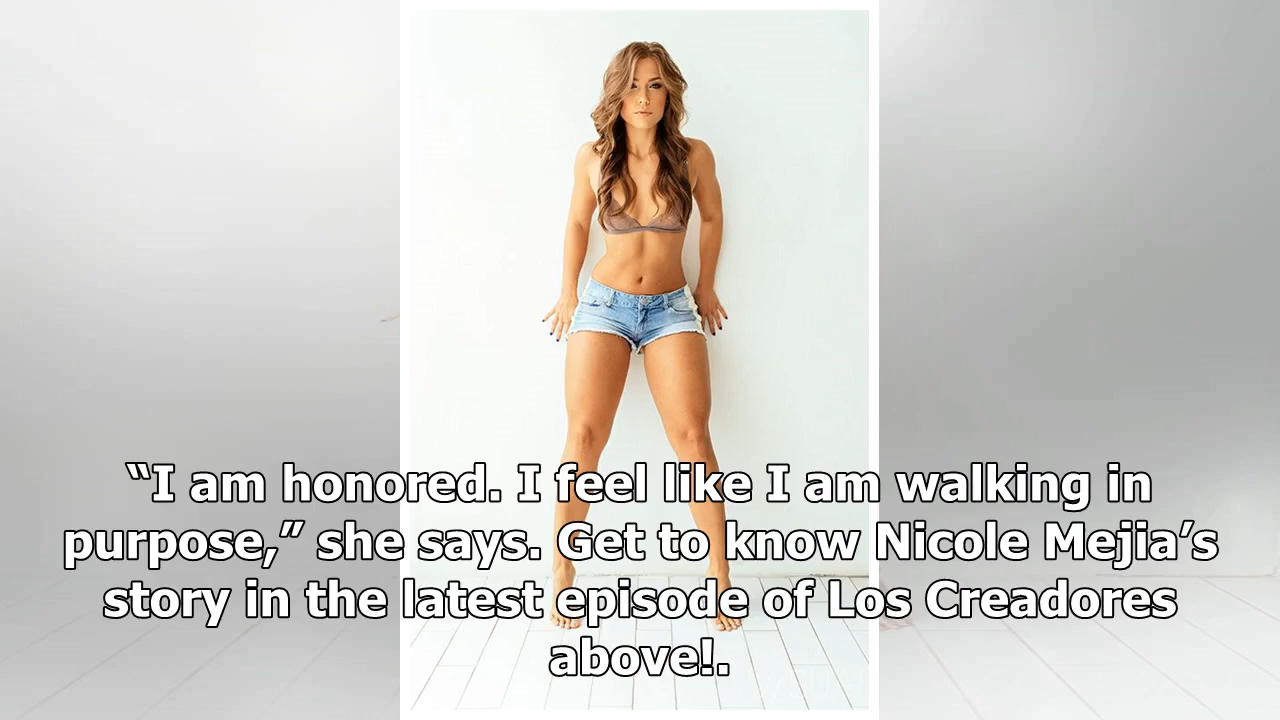 “I am honored. I feel like I am walking in
purpose,” she says. Get to know Nicole Mejia’s
story in the latest episode of Los Creadores
above!.